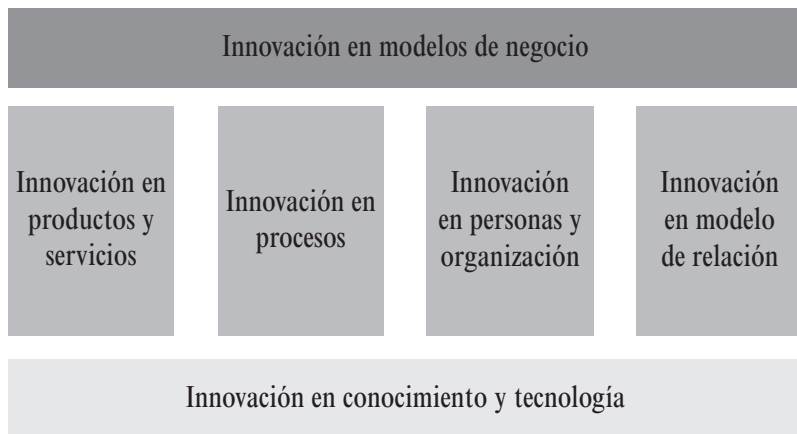 Innovación en modelos de negocio
Innovación en
productos y
servicios
Innovación en
procesos
Innovación
en personas y
organización
Innovación
en modelo
de relación
Innovación en conocimiento y tecnología